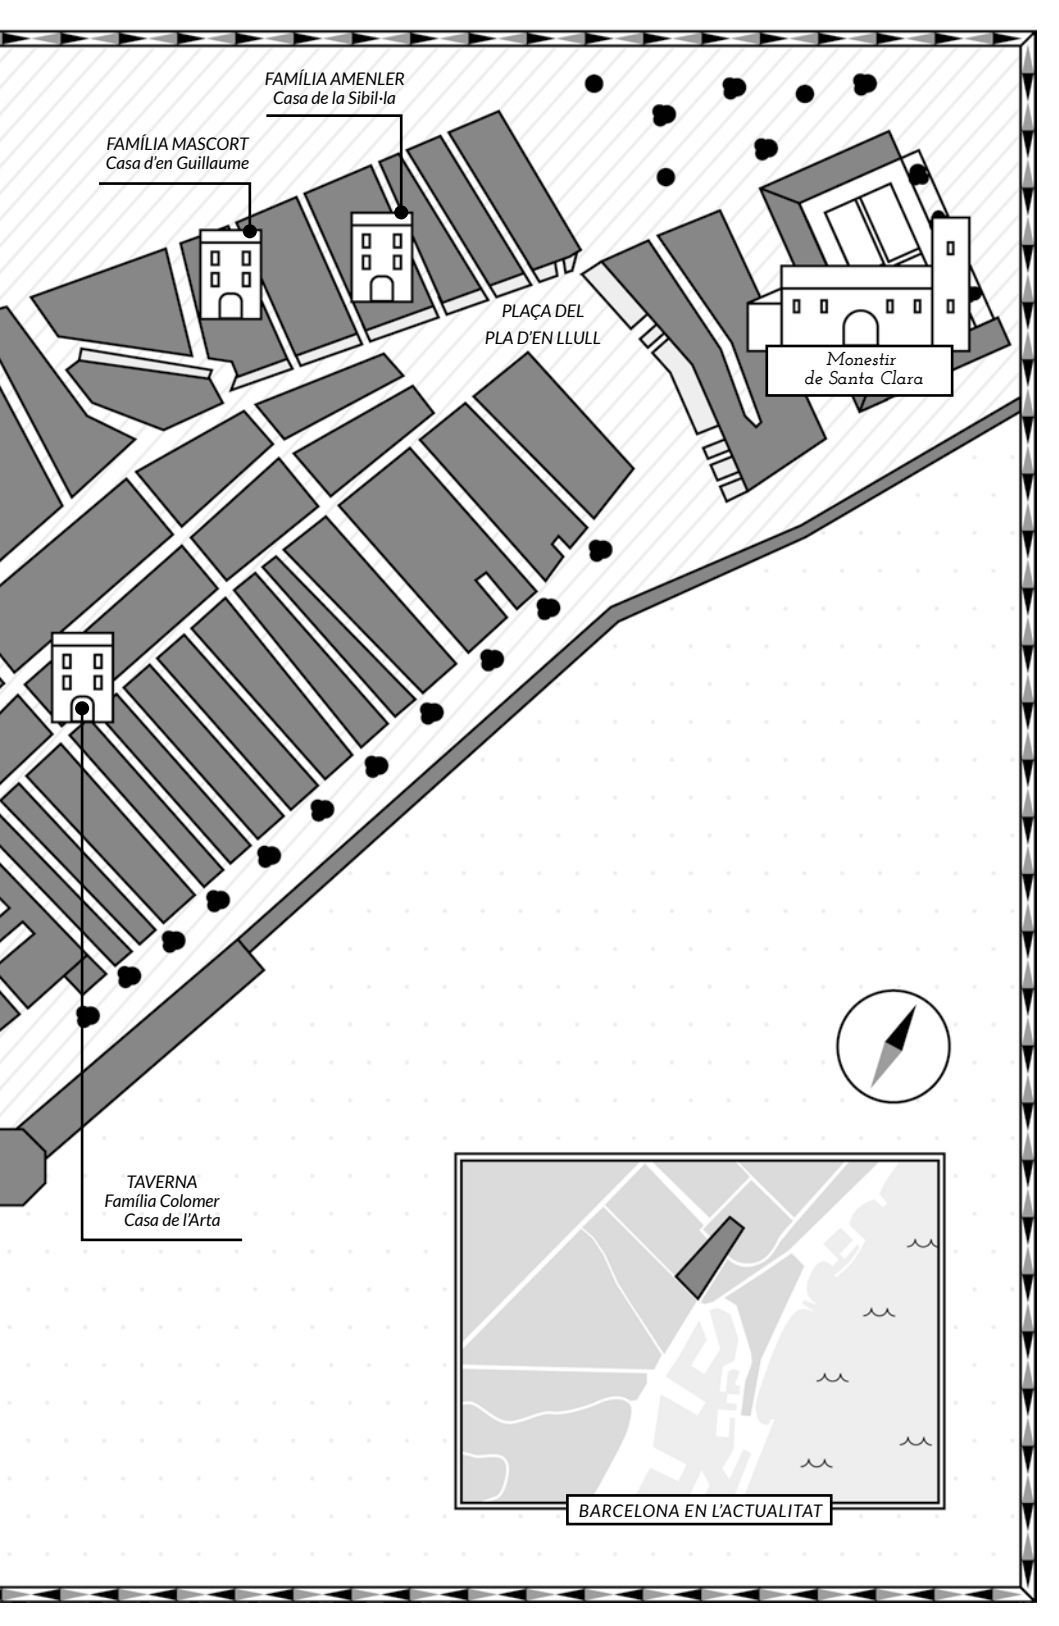 FAMÍLIA AMENLER
Casa de la Sibil·la
FAMÍLIA MASCORT
Casa d'en Guillaume
PLAÇA DEL
PLA D'EN LLULL
Monestir
de Santa Clara
TAVERNA
Família Colomer
Casa de l'Arta
BARCELONA EN L'ACTUALITAT